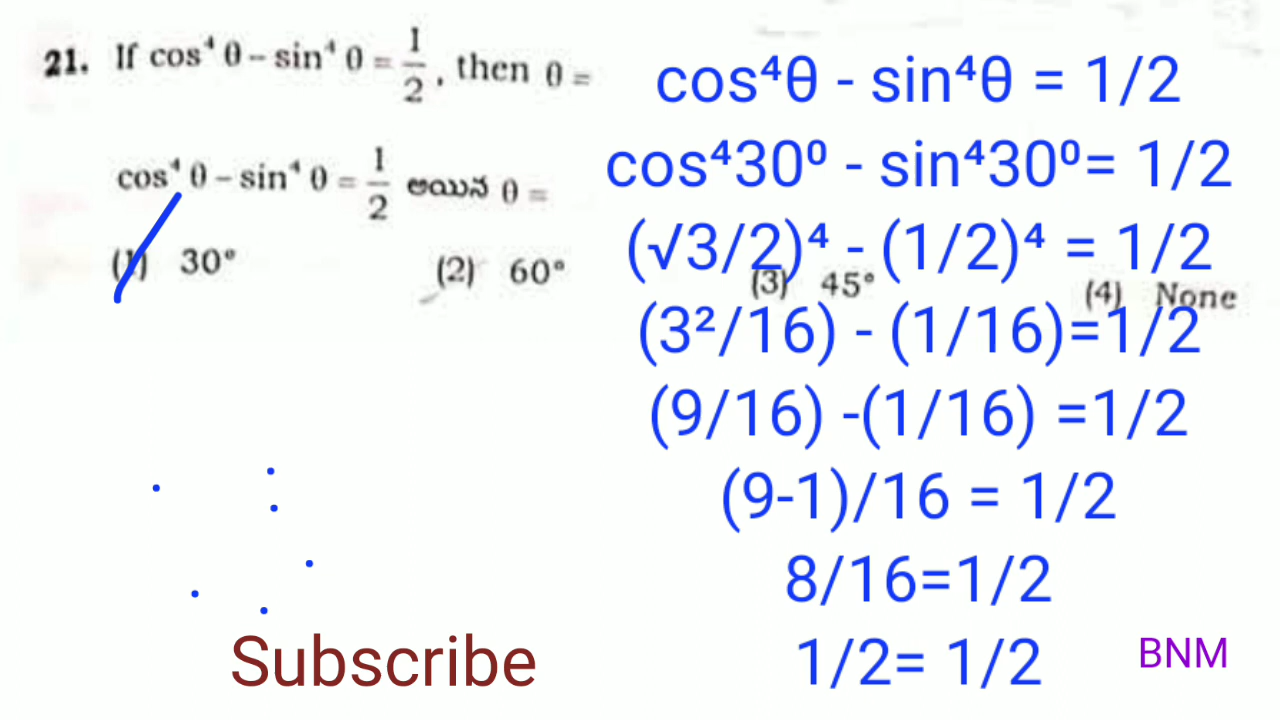 21. If cos⁴ θ – sin⁴ θ = 1/2, then θ =
cos⁴ θ – sin⁴ θ = 1/2 అయిన θ =
(1) 30° (2) 60° (3) 45° (4) None
cos⁴θ - sin⁴θ = 1/2
cos⁴30⁰ - sin⁴30⁰= 1/2
(√3/2)⁴ - (1/2)⁴ = 1/2
(3²/16) - (1/16)=1/2
(9/16) -(1/16) =1/2
(9-1)/16 = 1/2
8/16=1/2
1/2= 1/2
Subscribe
BNM